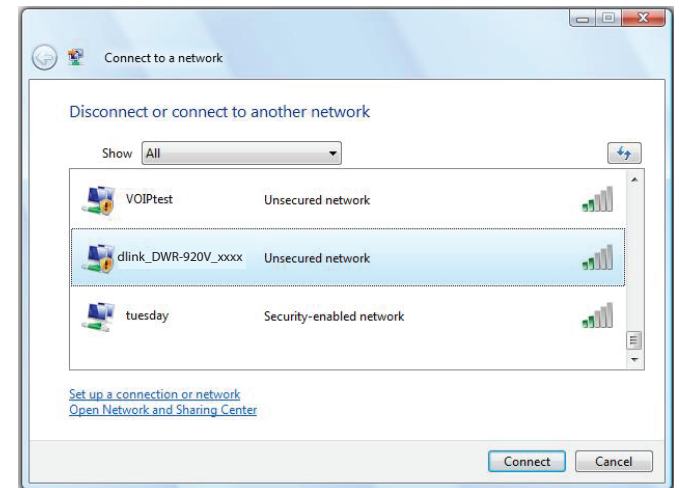 Connect to a network
Disconnect or connect to another network
Show All
VOIPtest Unsecured network
dlink_DWR-920V_xxxx Unsecured network
tuesday Security-enabled network
Set up a connection or network
Open Network and Sharing Center
Connect Cancel